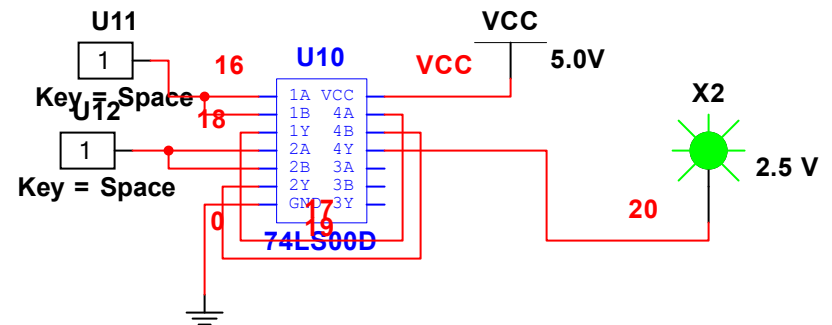 U11
VCC
1
16
U10
VCC
5.0V
Key = Space
X2
U12
18
1A VCC
1B 4A
1Y 4B
2A 4Y
2B 3A
2Y 3B
GND 3Y
1
2.5 V
Key = Space
17
20
0
19
74LS00D